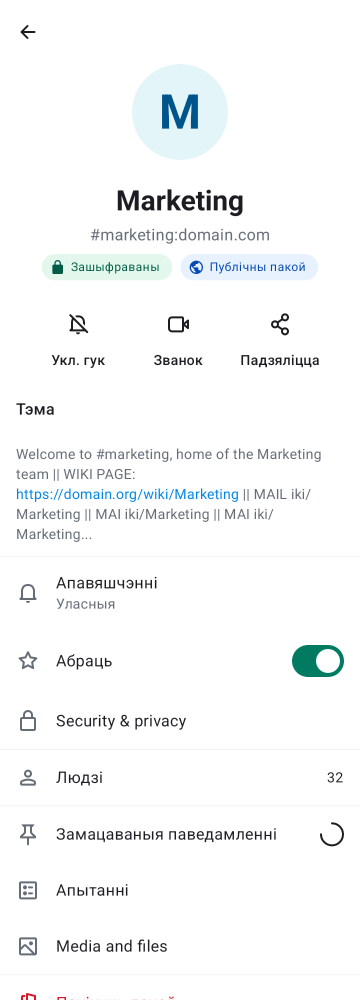 M
Marketing
#marketing:domain.com
Зашыфраваны Публічны пакой
Укл. гук Званок Падзяліцца
Тэма
Welcome to #marketing, home of the Marketing
team || WIKI PAGE:
https://domain.org/wiki/Marketing || MAIL iki/
Marketing || MAI iki/Marketing || MAI iki/
Marketing...
Апавяшчэнні
Уласныя
Абраць
Security & privacy
Людзі 32
Замацаваныя паведамленні
Апытанні
Media and files